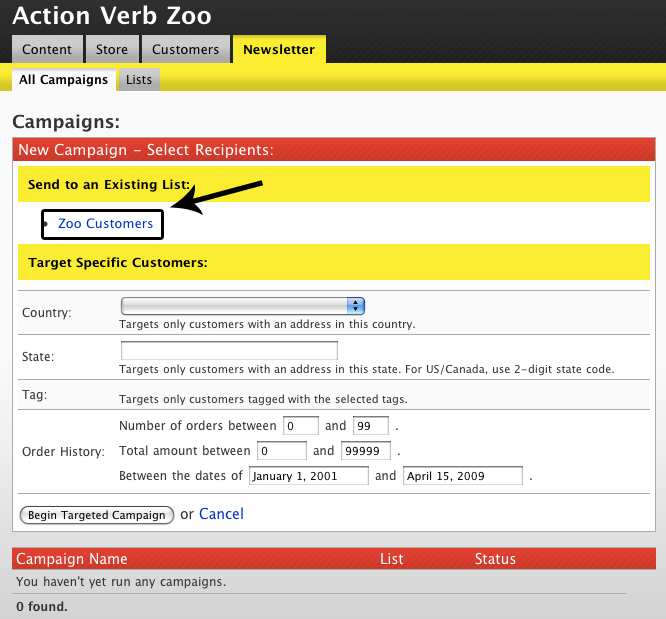 Action Verb Zoo
Content Store Customers Newsletter
All Campaigns Lists
Campaigns:
New Campaign – Select Recipients:
Send to an Existing List:
• Zoo Customers
Target Specific Customers:
Country:
Targets only customers with an address in this country.
State:
Targets only customers with an address in this state. For US/Canada, use 2-digit state code.
Tag: Targets only customers tagged with the selected tags.
Number of orders between 0 and 99 .
Order History: Total amount between 0 and 99999 .
Between the dates of January 1, 2001 and April 15, 2009 .
Begin Targeted Campaign or Cancel
Campaign Name List Status
You haven't yet run any campaigns.
0 found.